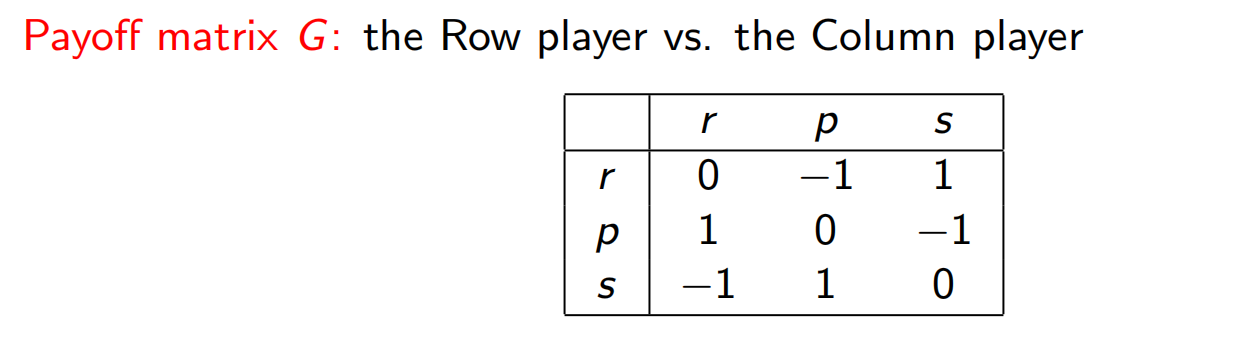 Payoff matrix G: the Row player vs. the Column player
r p s
r 0 −1 1
p 1 0 −1
s −1 1 0